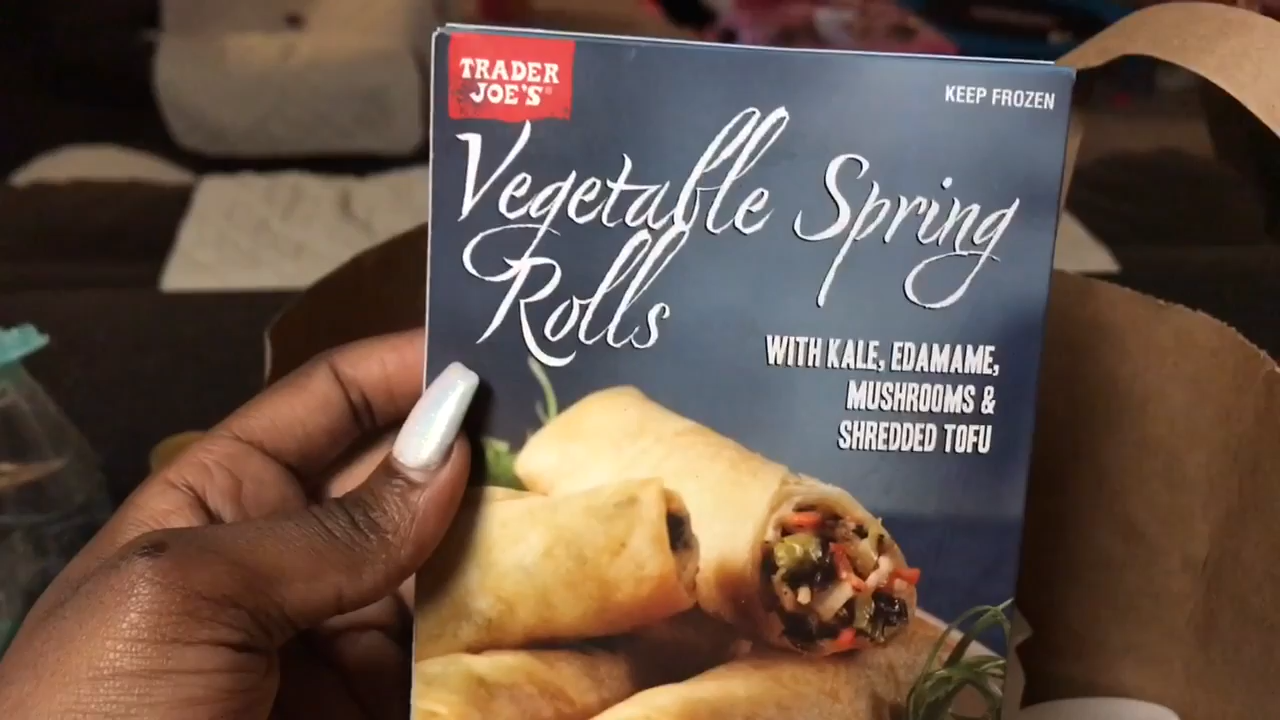 TRADER
JOE'S®
KEEP FROZEN
Vegetable Spring
Rolls
WITH KALE, EDAMAME,
MUSHROOMS &
SHREDDED TOFU